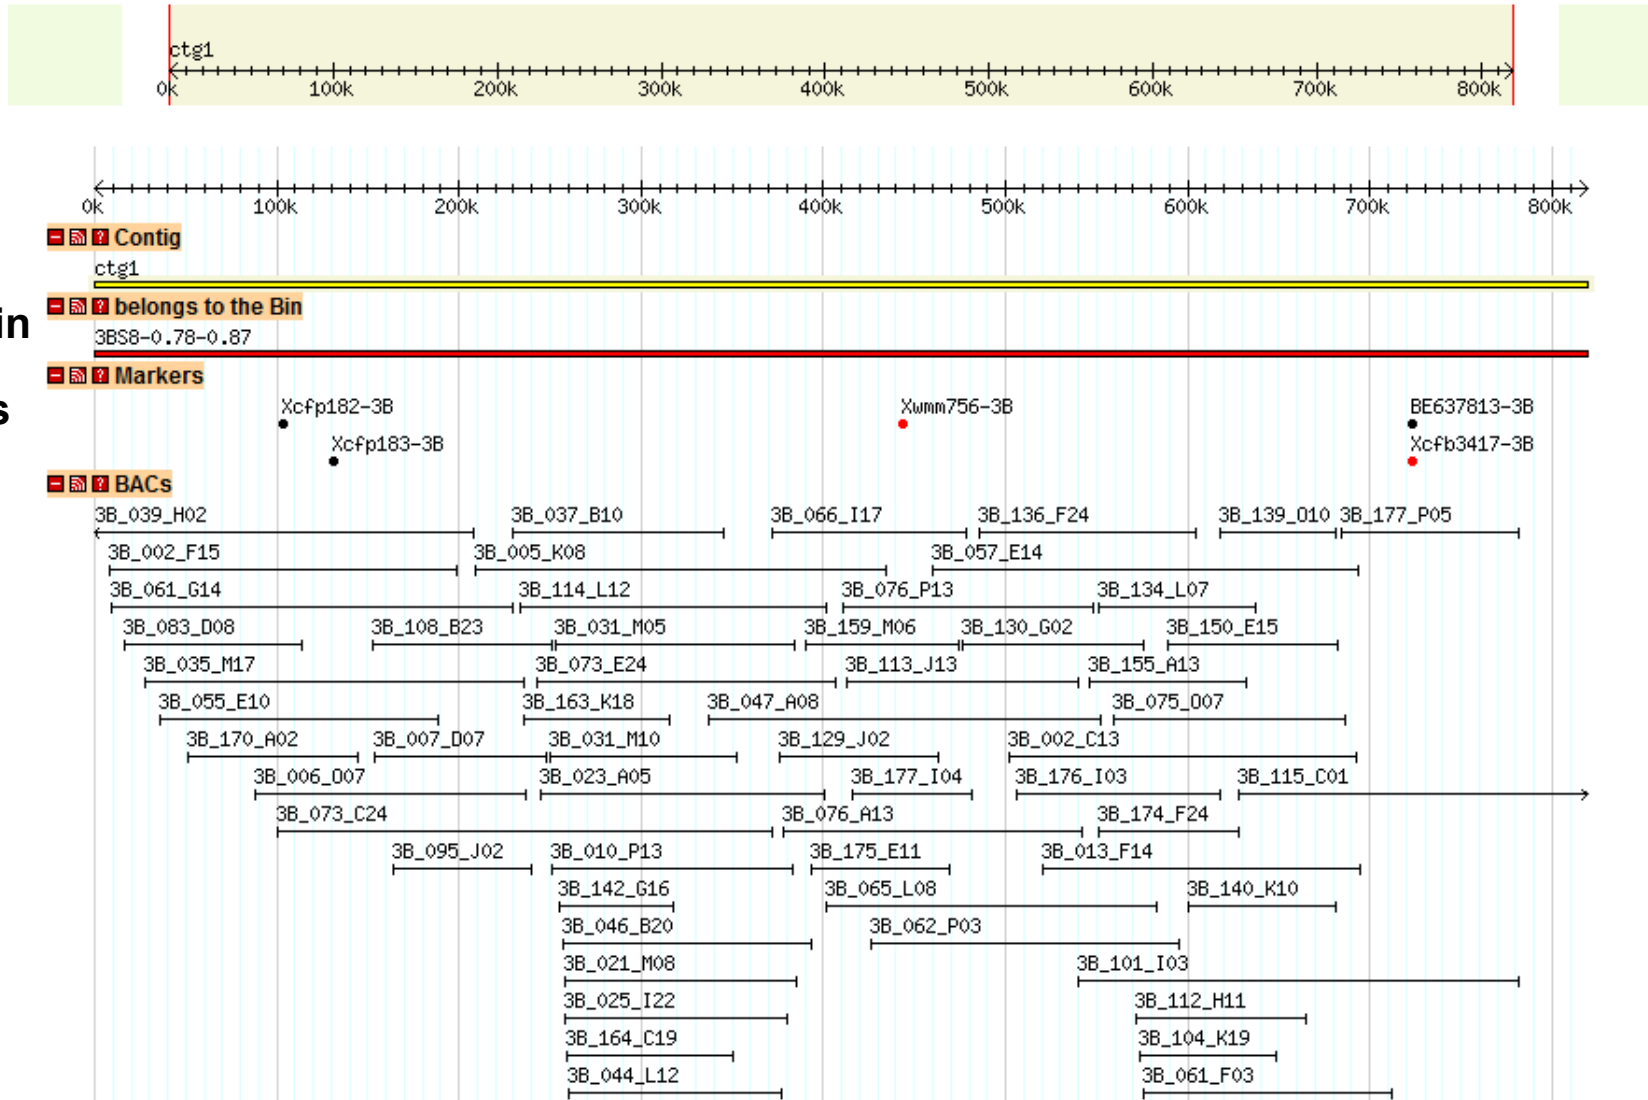 ctg1
0k 100k 200k 300k 400k 500k 600k 700k 800k
0k 100k 200k 300k 400k 500k 600k 700k 800k
Contig
ctg1
belongs to the Bin
in
3BS8-0.78-0.87
Markers
s
Xcfp182-3B Xwmm756-3B BE637813-3B
Xcfp183-3B Xcfb3417-3B
BACs
3B_039_H02 3B_037_B10 3B_066_I17 3B_136_F24 3B_139_O10 3B_177_P05
3B_002_F15 3B_005_K08 3B_057_E14
3B_061_G14 3B_114_L12 3B_076_P13 3B_134_L07
3B_083_D08 3B_108_B23 3B_031_M05 3B_159_M06 3B_130_G02 3B_150_E15
3B_035_M17 3B_073_E24 3B_113_J13 3B_155_A13
3B_055_E10 3B_163_K18 3B_047_A08 3B_075_O07
3B_170_A02 3B_007_D07 3B_031_M10 3B_129_J02 3B_002_C13
3B_006_O07 3B_023_A05 3B_177_I04 3B_176_I03 3B_115_C01
3B_073_C24 3B_076_A13 3B_174_F24
3B_095_J02 3B_010_P13 3B_175_E11 3B_013_F14
3B_142_G16 3B_065_L08 3B_140_K10
3B_046_B20 3B_062_P03
3B_021_M08 3B_101_I03
3B_025_I22 3B_112_H11
3B_164_C19 3B_104_K19
3B_044_L12 3B_061_F03